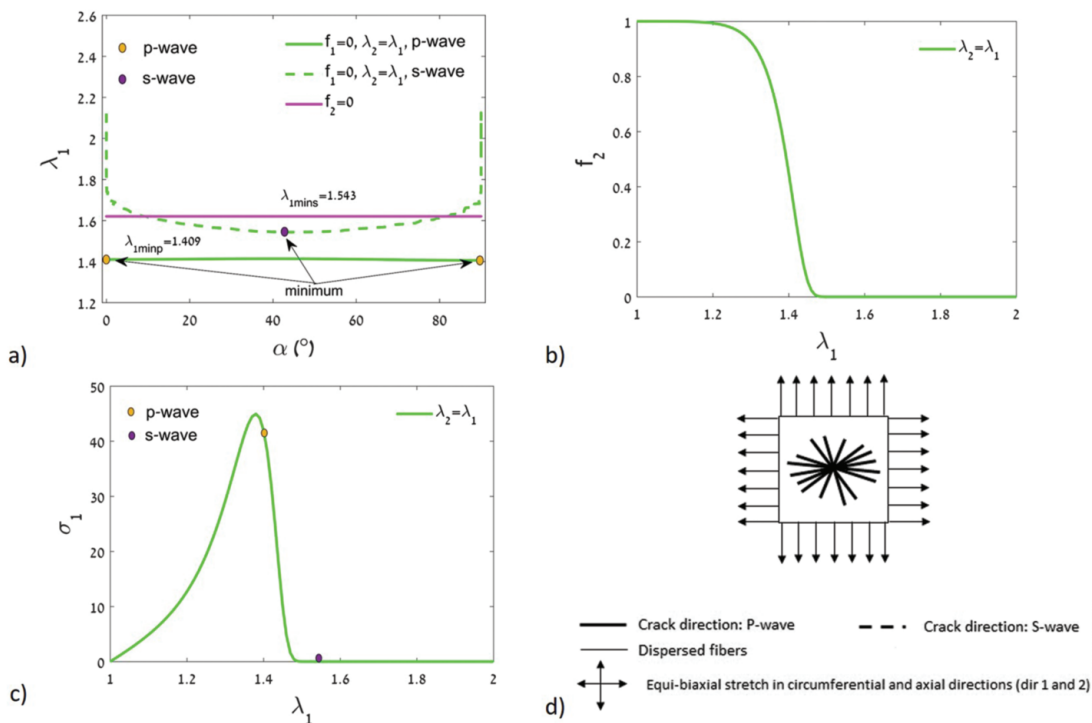 2.6
2.4
2.2
2
1.8
1.6
1.4
1.2
λ1
p-wave
s-wave
f1=0, λ2=λ1, p-wave
f1=0, λ2=λ1, s-wave
f2=0
λ1mins=1.543
λ1minp=1.409
minimum
0 20 40 60 80
α (°)
a)
1
0.8
0.6
0.4
0.2
0
f2
λ2=λ1
1 1.2 1.4 1.6 1.8 2
λ1
b)
50
40
30
20
10
0
σ1
p-wave
s-wave
λ2=λ1
1 1.2 1.4 1.6 1.8 2
λ1
c)
Crack direction: P-wave
Crack direction: S-wave
Dispersed fibers
Equi-biaxial stretch in circumferential and axial directions (dir 1 and 2)
d)